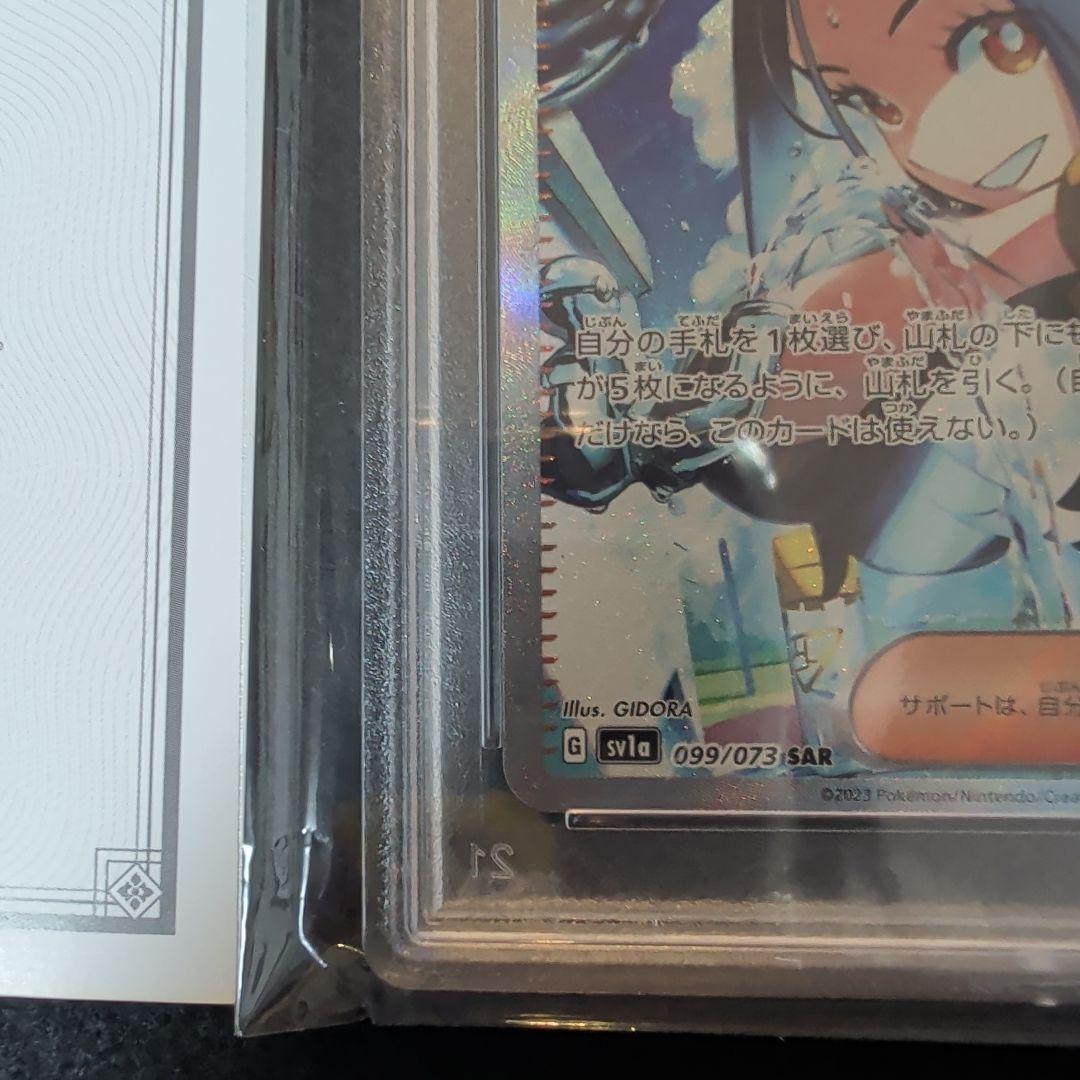 自分の手札を1枚選び、山札の下にも
が5枚になるように、山札を引く。(自
だけなら、このカードは使えない。)
サポートは、自分
Illus. GIDORA
G sv1a 099/073 SAR
©2023 Pokémon/Nintendo/Crea
21